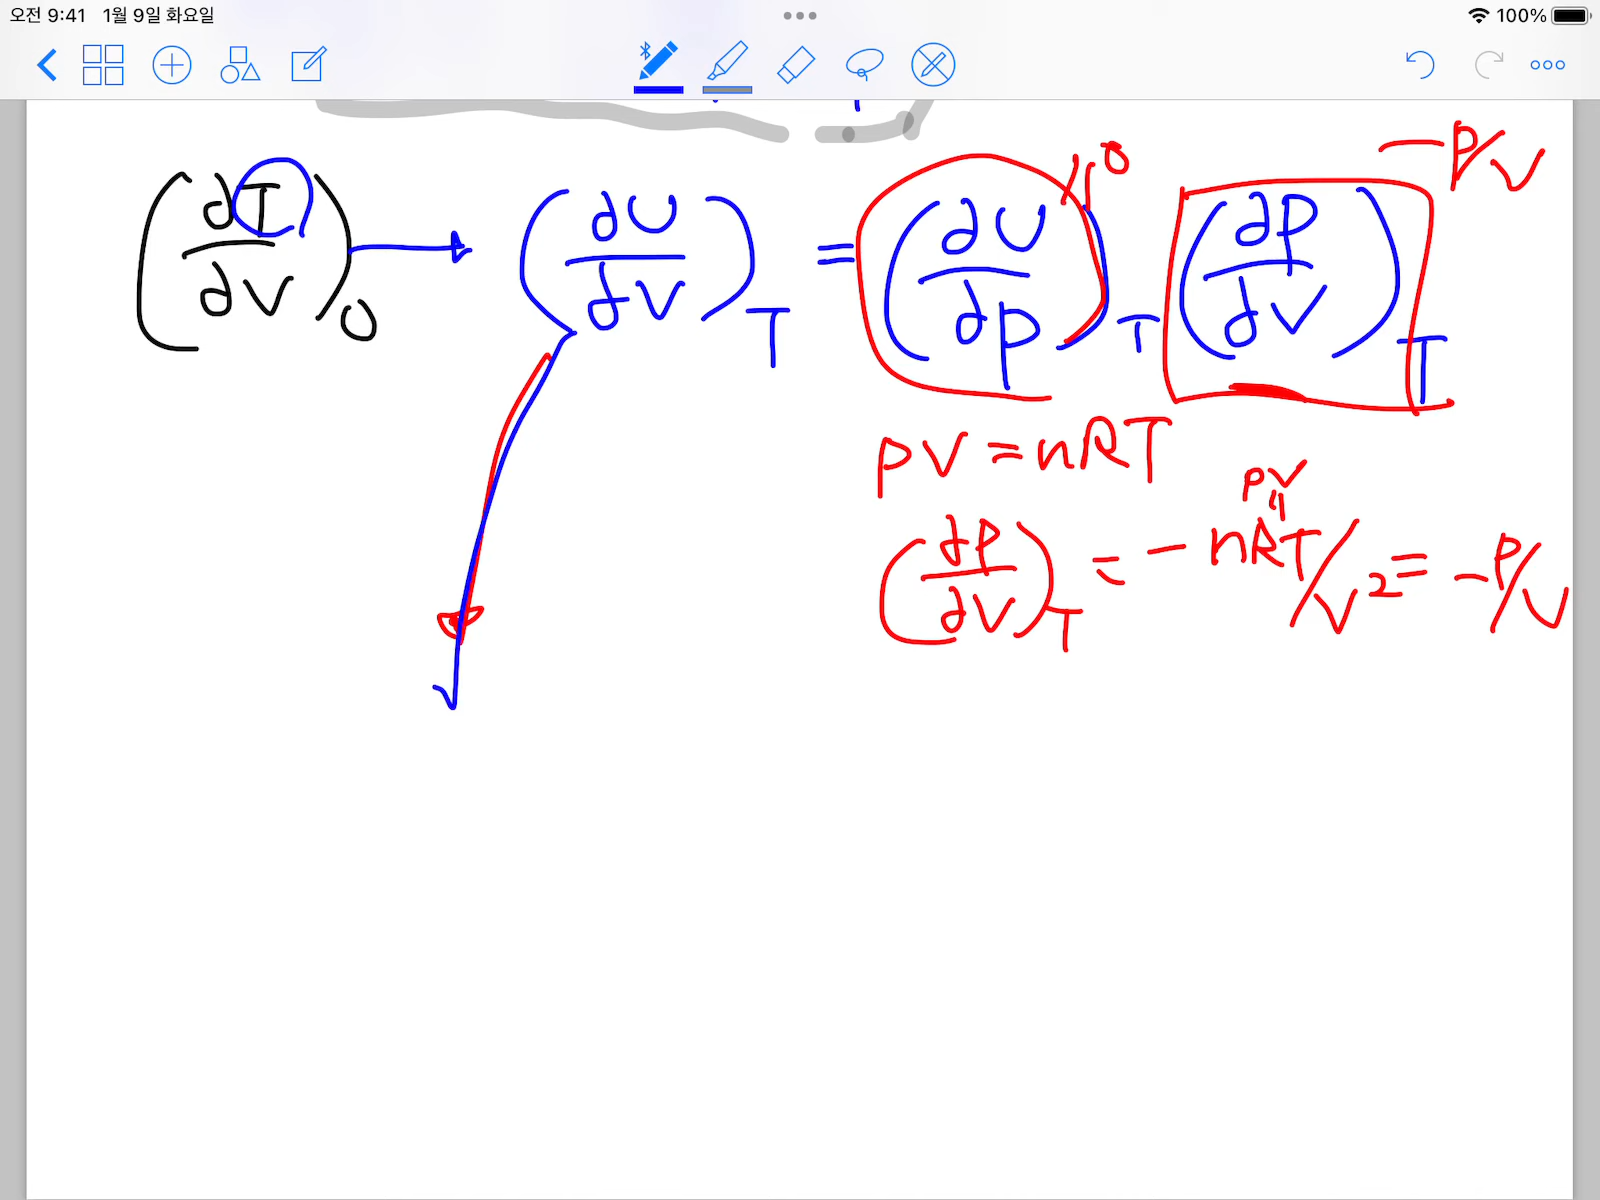 오전 9:41 1월 9일 화요일 100%
(∂T/∂V)U → (∂U/∂V)T = (∂U/∂p)T (∂P/∂V)T
0
-P/V
pV = nRT
pV
=
(∂P/∂V)T = - nRT/V² = - P/V